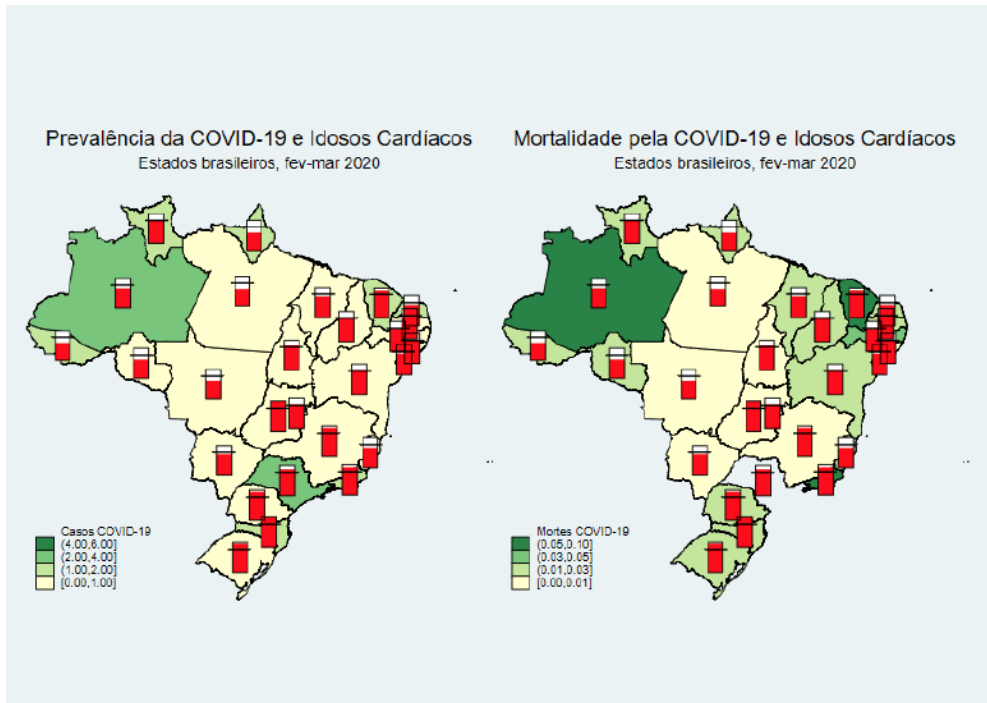 Prevalência da COVID-19 e Idosos Cardíacos
Estados brasileiros, fev-mar 2020
Casos COVID-19
(4.00,6.00]
(2.00,4.00]
(1.00,2.00]
[0.00,1.00]
Mortalidade pela COVID-19 e Idosos Cardíacos
Estados brasileiros, fev-mar 2020
Mortes COVID-19
(0.05,0.10]
(0.03,0.05]
(0.01,0.03]
[0.00,0.01]